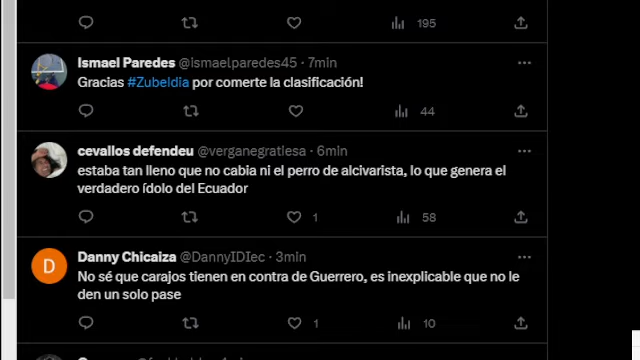 195
Ismael Paredes @ismaelparedes45 · 7min
Gracias #Zubeldia por comerte la clasificación!
44
cevallos defendeu @verganegratiesa · 6min
estaba tan lleno que no cabia ni el perro de alcivarista, lo que genera el
verdadero ídolo del Ecuador
1 58
Danny Chicaiza @DannyIDIec · 3min
D
No sé que carajos tienen en contra de Guerrero, es inexplicable que no le
den un solo pase
1 10